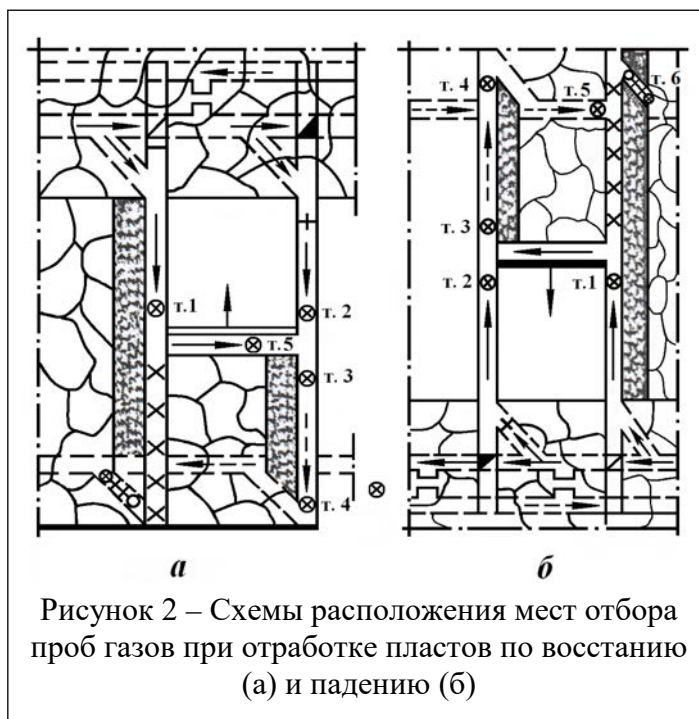 т. 4
т. 6
т. 5
т. 3
т.1
т. 2
т. 2
т.1
т.5
т. 3
т. 4
а
б
Рисунок 2 – Схемы расположения мест отбора
проб газов при отработке пластов по восстанию
(а) и падению (б)